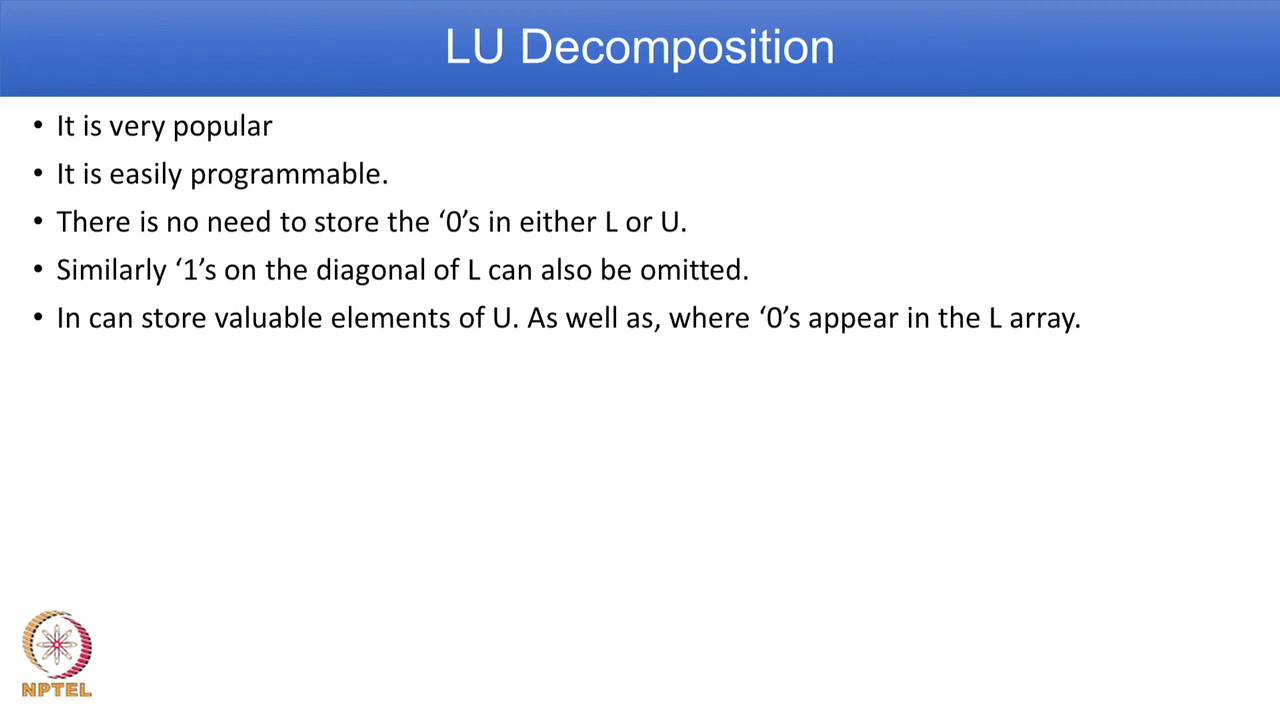 LU Decomposition
• It is very popular
• It is easily programmable.
• There is no need to store the ‘0’s in either L or U.
• Similarly ‘1’s on the diagonal of L can also be omitted.
• In can store valuable elements of U. As well as, where ‘0’s appear in the L array.
NPTEL